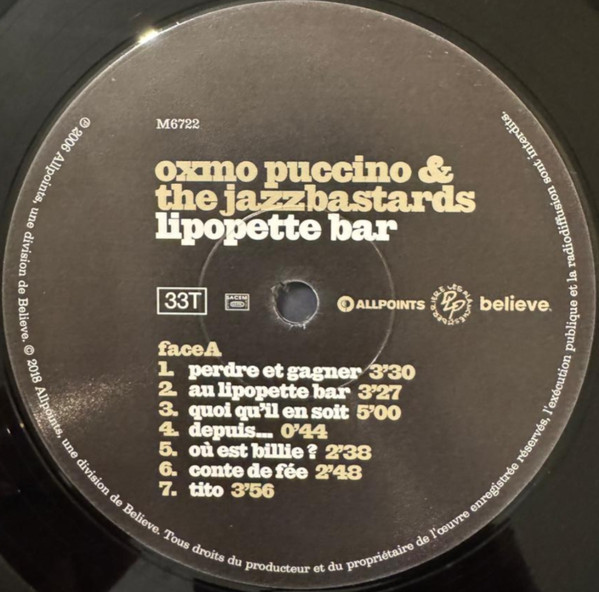 M6722
oxmo puccino &
the jazzbastards
lipopette bar
33T
SACEM
ALLPOINTS
believe.
faceA
1. perdre et gagner 3'30
2. au lipopette bar 3'27
3. quoi qu'il en soit 5'00
4. depuis... 0'44
5. où est billie ? 2'38
6. conte de fée 2'48
7. tito 3'56
℗ 2006 Allpoints, une division de Believe. © 2018 Allpoints, une division de Believe. Tous droits du producteur et du propriétaire de l'œuvre enregistrée réservés, l'exécution publique et la radiodiffusion sont interdits.